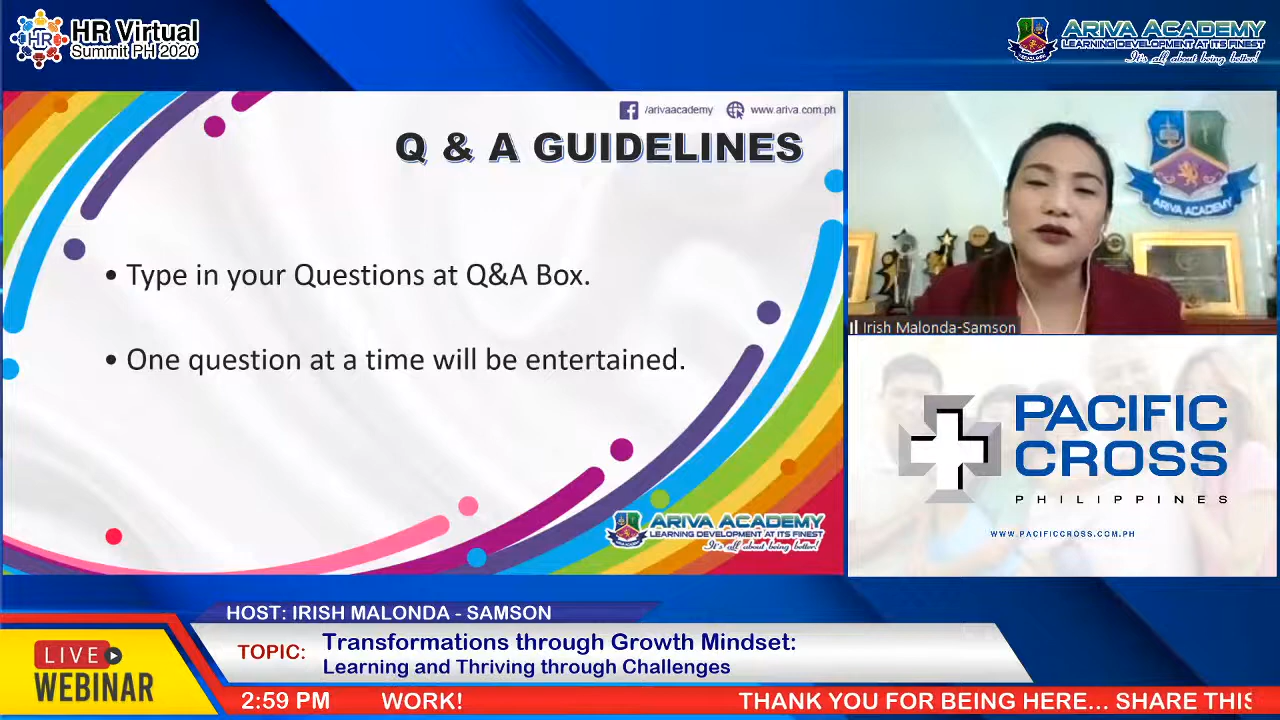 HR
HR Virtual
Summit PH 2020
ARIVA ACADEMY
LEARNING DEVELOPMENT AT ITS FINEST
It's all about being better!
/arivaacademy
www.ariva.com.ph
Q & A GUIDELINES
• Type in your Questions at Q&A Box.
• One question at a time will be entertained.
ARIVA ACADEMY
LEARNING DEVELOPMENT AT ITS FINEST
It's all about being better!
ARIVA ACADEMY
Irish Malonda-Samson
PACIFIC
CROSS
PHILIPPINES
WWW.PACIFICCROSS.COM.PH
HOST: IRISH MALONDA - SAMSON
TOPIC:
Transformations through Growth Mindset:
Learning and Thriving through Challenges
LIVE
WEBINAR
2:59 PM
WORK!
THANK YOU FOR BEING HERE... SHARE THIS